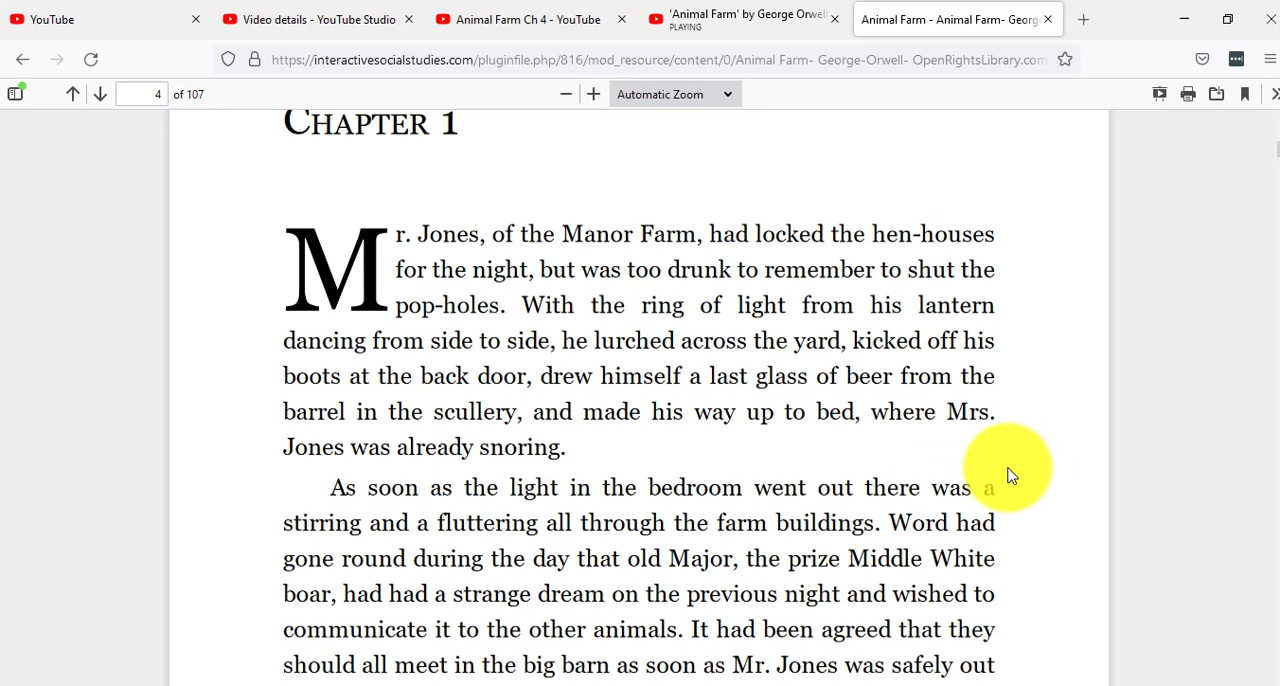 YouTube
Video details - YouTube Studio
Animal Farm Ch 4 - YouTube
'Animal Farm' by George Orwell
PLAYING
Animal Farm - Animal Farm- George
https://interactivesocialstudies.com/pluginfile.php/816/mod_resource/content/0/Animal Farm- George-Orwell- OpenRightsLibrary.com
4 of 107
Automatic Zoom
CHAPTER 1
Mr. Jones, of the Manor Farm, had locked the hen-houses
for the night, but was too drunk to remember to shut the
pop-holes. With the ring of light from his lantern
dancing from side to side, he lurched across the yard, kicked off his
boots at the back door, drew himself a last glass of beer from the
barrel in the scullery, and made his way up to bed, where Mrs.
Jones was already snoring.
As soon as the light in the bedroom went out there was a
stirring and a fluttering all through the farm buildings. Word had
gone round during the day that old Major, the prize Middle White
boar, had had a strange dream on the previous night and wished to
communicate it to the other animals. It had been agreed that they
should all meet in the big barn as soon as Mr. Jones was safely out